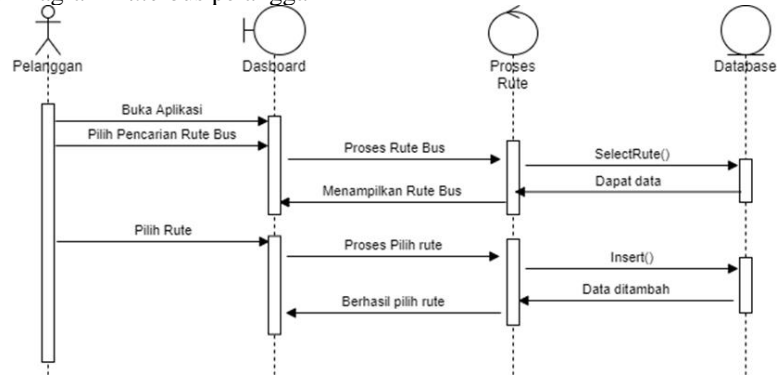 Pelanggan
Dasboard
Proses
Rute
Database
Buka Aplikasi
Pilih Pencarian Rute Bus
Proses Rute Bus
SelectRute()
Dapat data
Menampilkan Rute Bus
Pilih Rute
Proses Pilih rute
Insert()
Data ditambah
Berhasil pilih rute